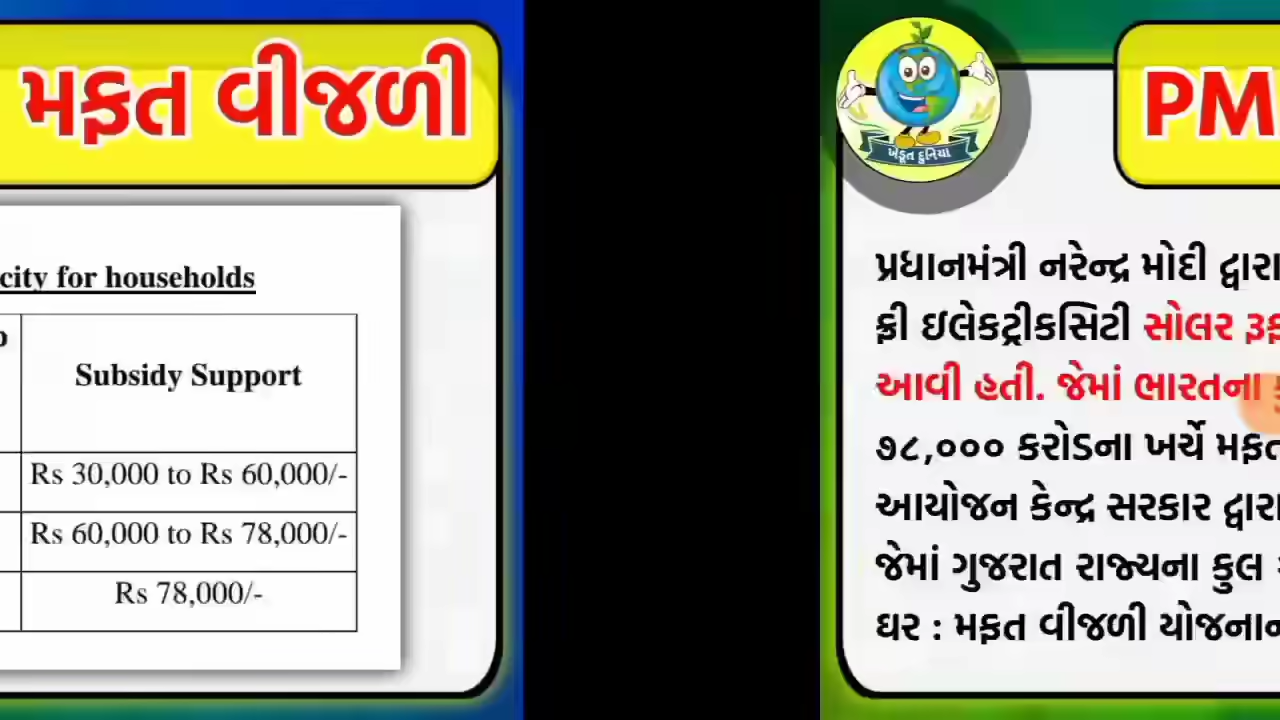 મફત વીજળી
city for households
Subsidy Support
Rs 30,000 to Rs 60,000/-
Rs 60,000 to Rs 78,000/-
Rs 78,000/-
ખેડૂત દુનિયા
PM
પ્રધાનમંત્રી નરેન્દ્ર મોદી દ્વારા
ફ્રી ઇલેકટ્રીકસિટી સોલર
આવી હતી. જેમાં ભારતના
૭૮,૦૦૦ કરોડના ખર્ચે મફત
આયોજન કેન્દ્ર સરકાર દ્વારા
જેમાં ગુજરાત રાજ્યના કુલ
ઘર : મફત વીજળી યોજનાન